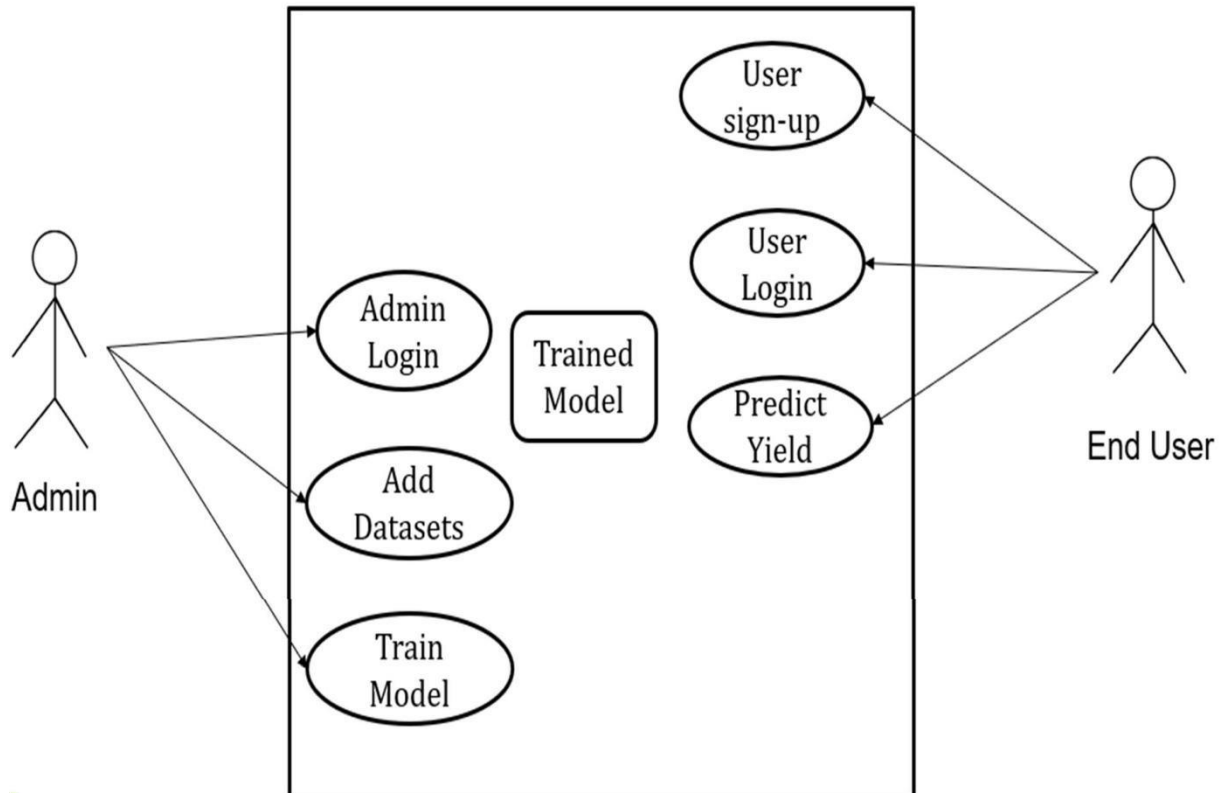 User
sign-up
User
Login
Admin
Login
Trained
Model
Predict
Yield
End User
Admin
Add
Datasets
Train
Model